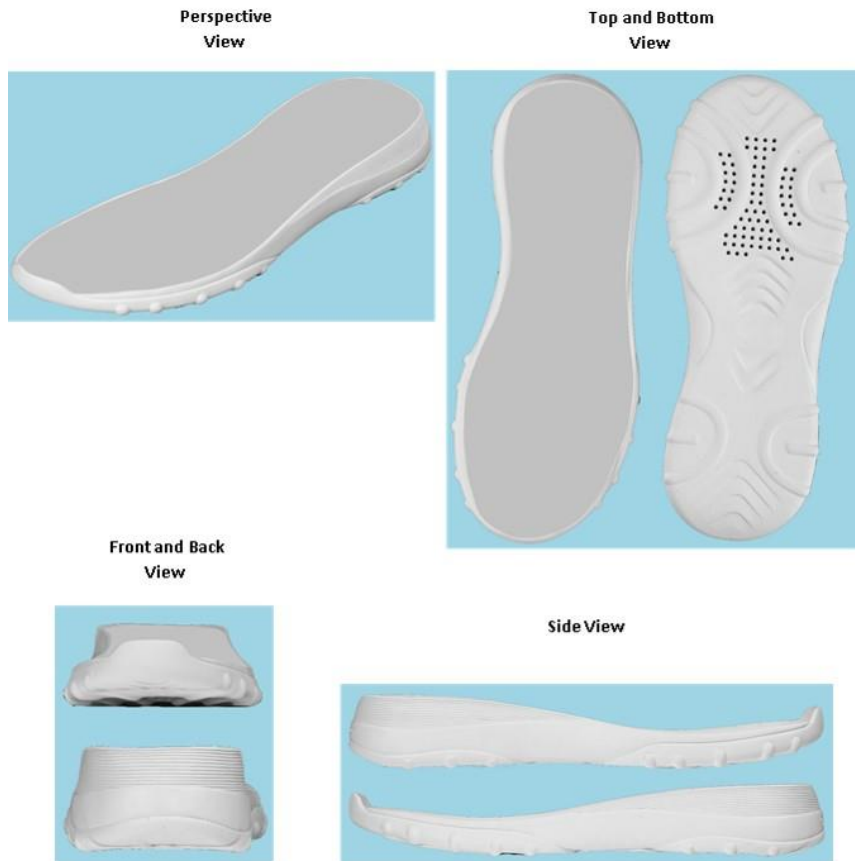 Perspective
View
Top and Bottom
View
Front and Back
View
Side View